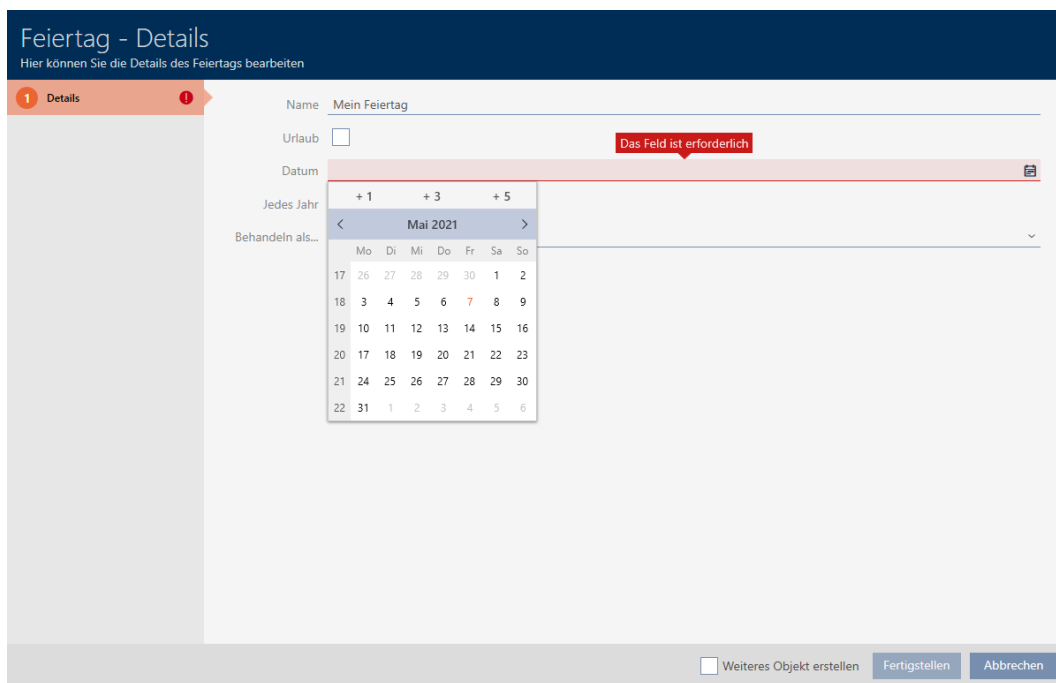 Feiertag - Details
Hier können Sie die Details des Feiertags bearbeiten
1 Details !
Name Mein Feiertag
Urlaub
Das Feld ist erforderlich
Datum
+ 1 + 3 + 5
Jedes Jahr
< Mai 2021 >
Behandeln als...
Mo Di Mi Do Fr Sa So
17 26 27 28 29 30 1 2
18 3 4 5 6 7 8 9
19 10 11 12 13 14 15 16
20 17 18 19 20 21 22 23
21 24 25 26 27 28 29 30
22 31 1 2 3 4 5 6
Weiteres Objekt erstellen Fertigstellen Abbrechen